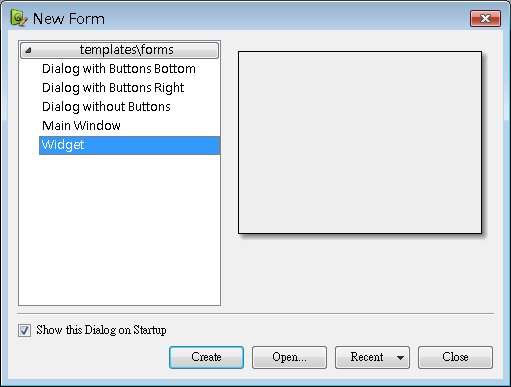 New Form
templates\forms
Dialog with Buttons Bottom
Dialog with Buttons Right
Dialog without Buttons
Main Window
Widget
Show this Dialog on Startup
Create
Open...
Recent
Close